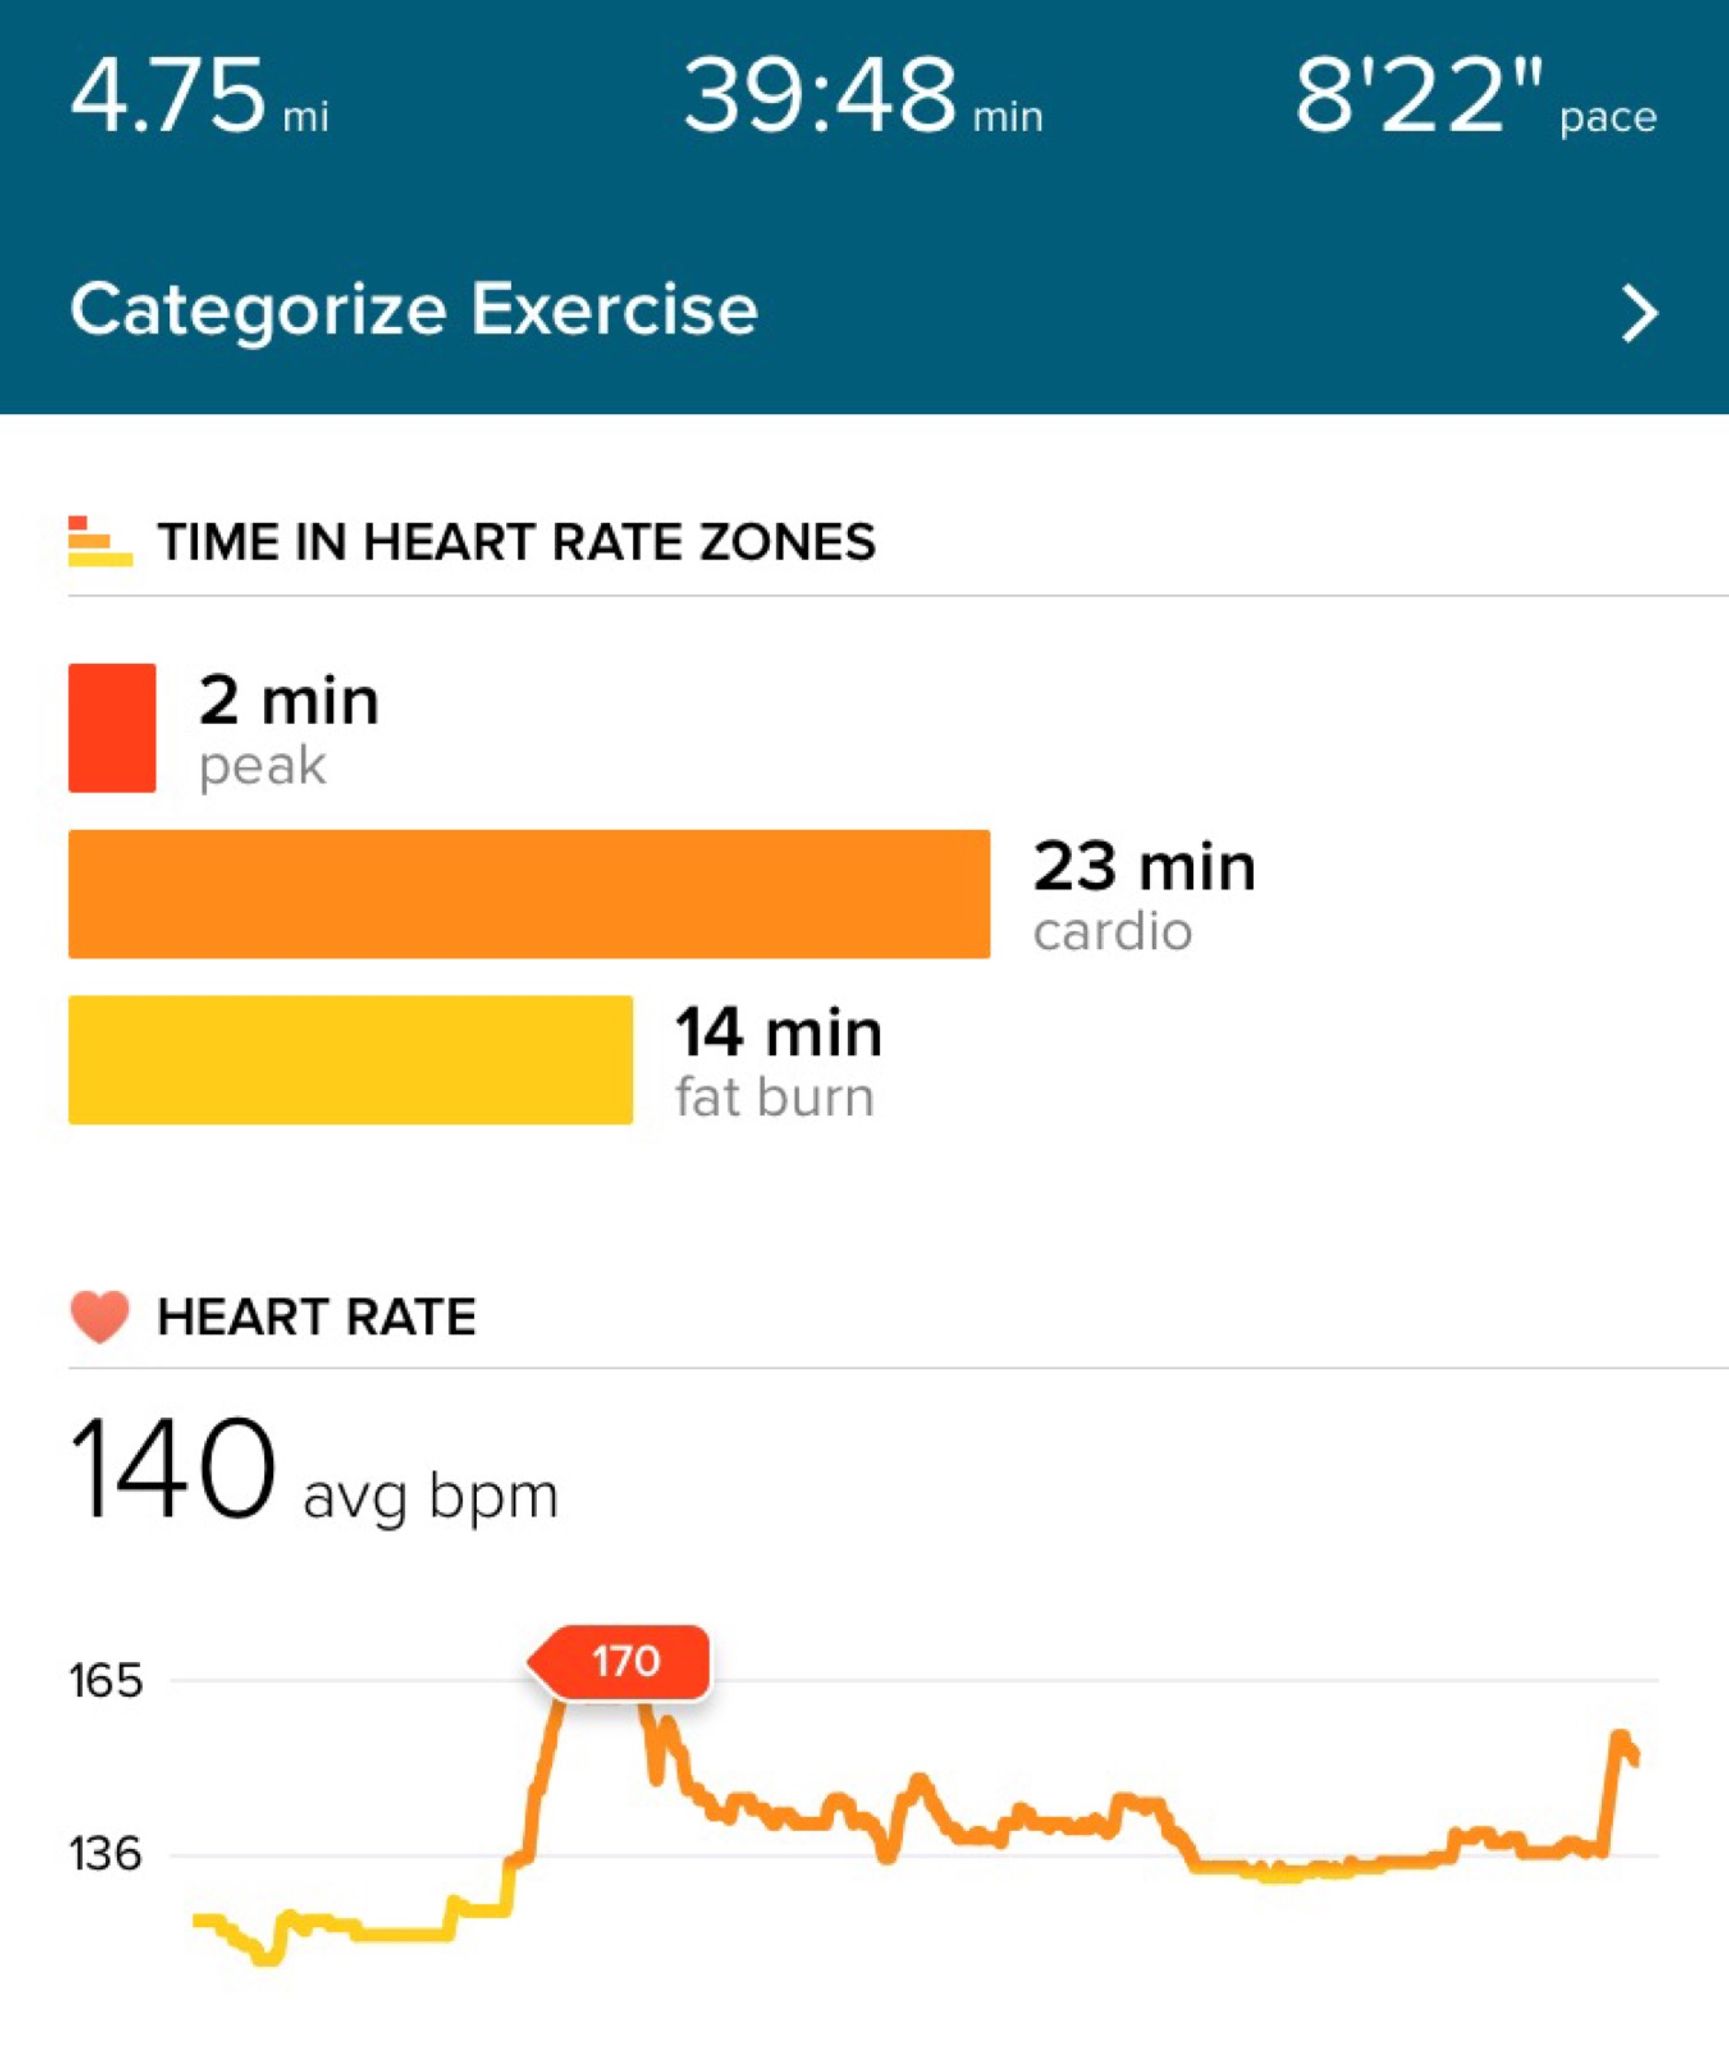 4.75 mi 39:48 min 8'22" pace
Categorize Exercise
TIME IN HEART RATE ZONES
2 min
peak
23 min
cardio
14 min
fat burn
HEART RATE
140 avg bpm
170
165
136